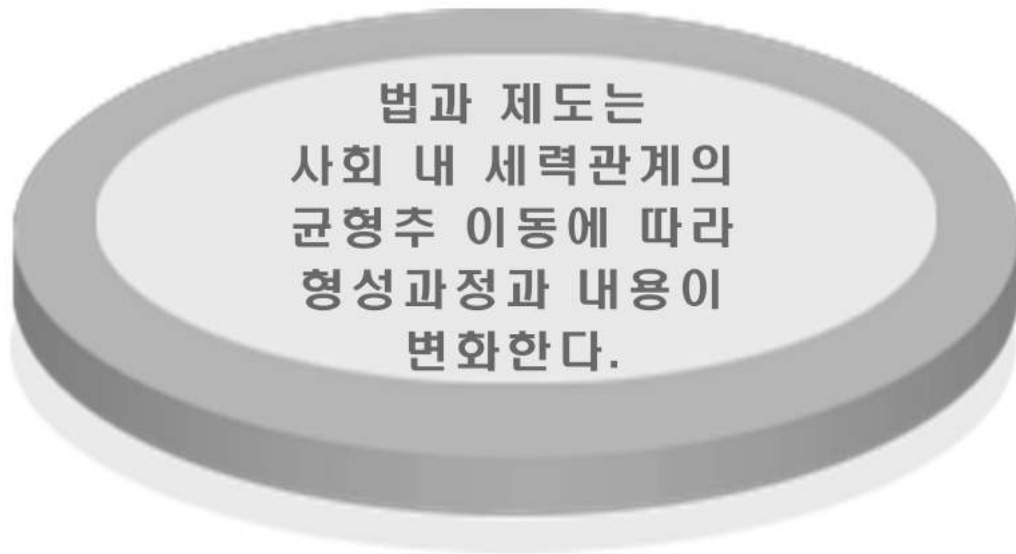 법과 제도는
사회 내 세력관계의
균형추 이동에 따라
형성과정과 내용이
변화한다.